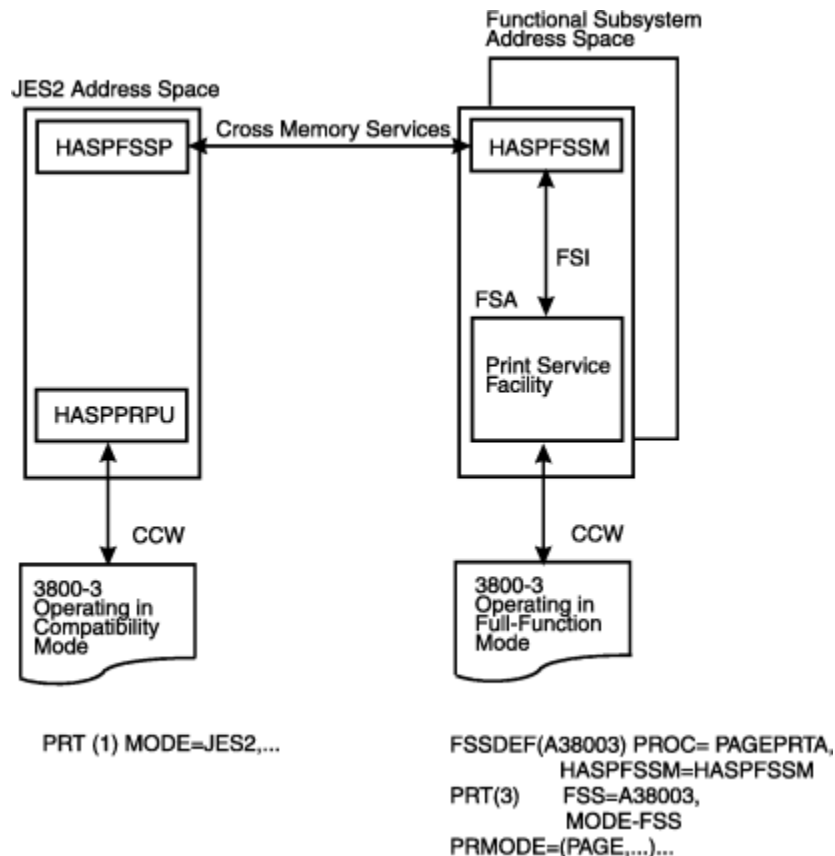 Functional Subsystem
Address Space
JES2 Address Space
HASPFSSP
Cross Memory Services
HASPFSSM
FSI
FSA
Print Service
Facility
HASPPRPU
CCW
CCW
3800-3
Operating in
Compatibility
Mode
3800-3
Operating in
Full-Function
Mode
PRT (1) MODE=JES2,...
FSSDEF(A38003) PROC= PAGEPRTA,
HASPFSSM=HASPFSSM
PRT(3) FSS=A38003,
MODE-FSS
PRMODE=(PAGE,...)...